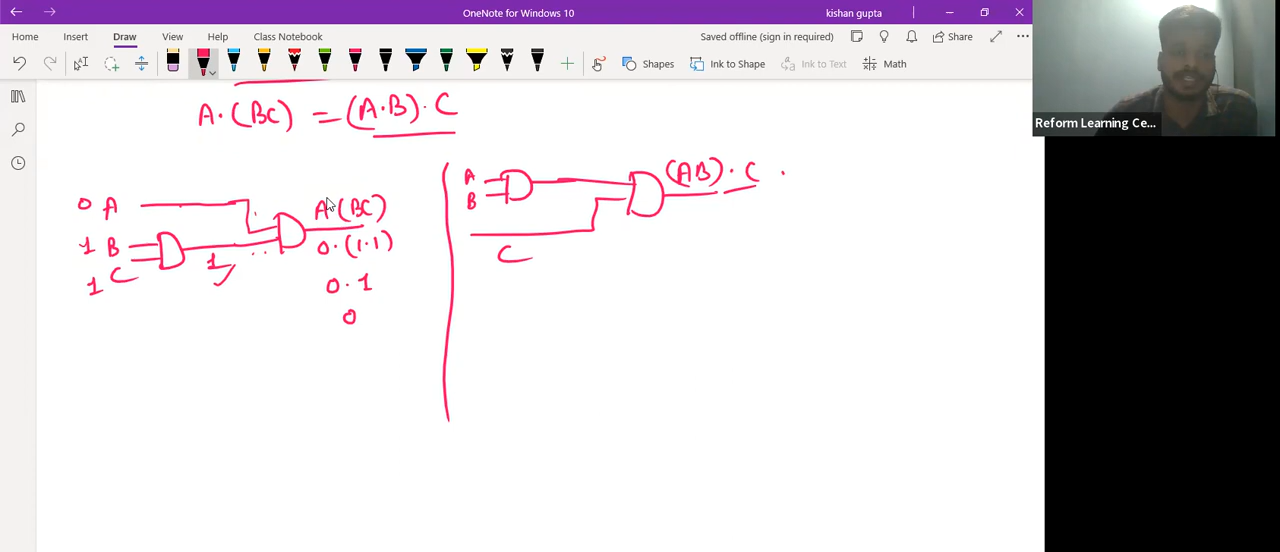 OneNote for Windows 10
kishan gupta
Home Insert Draw View Help Class Notebook
Saved offline (sign in required)
Share
Shapes
Ink to Shape
Ink to Text
Math
Reform Learning Ce...
A·(BC) = (A·B)·C
0 A
1 B
1 C
1
A·(BC)
0·(1·1)
0·1
0
A
B
C
(AB)·C